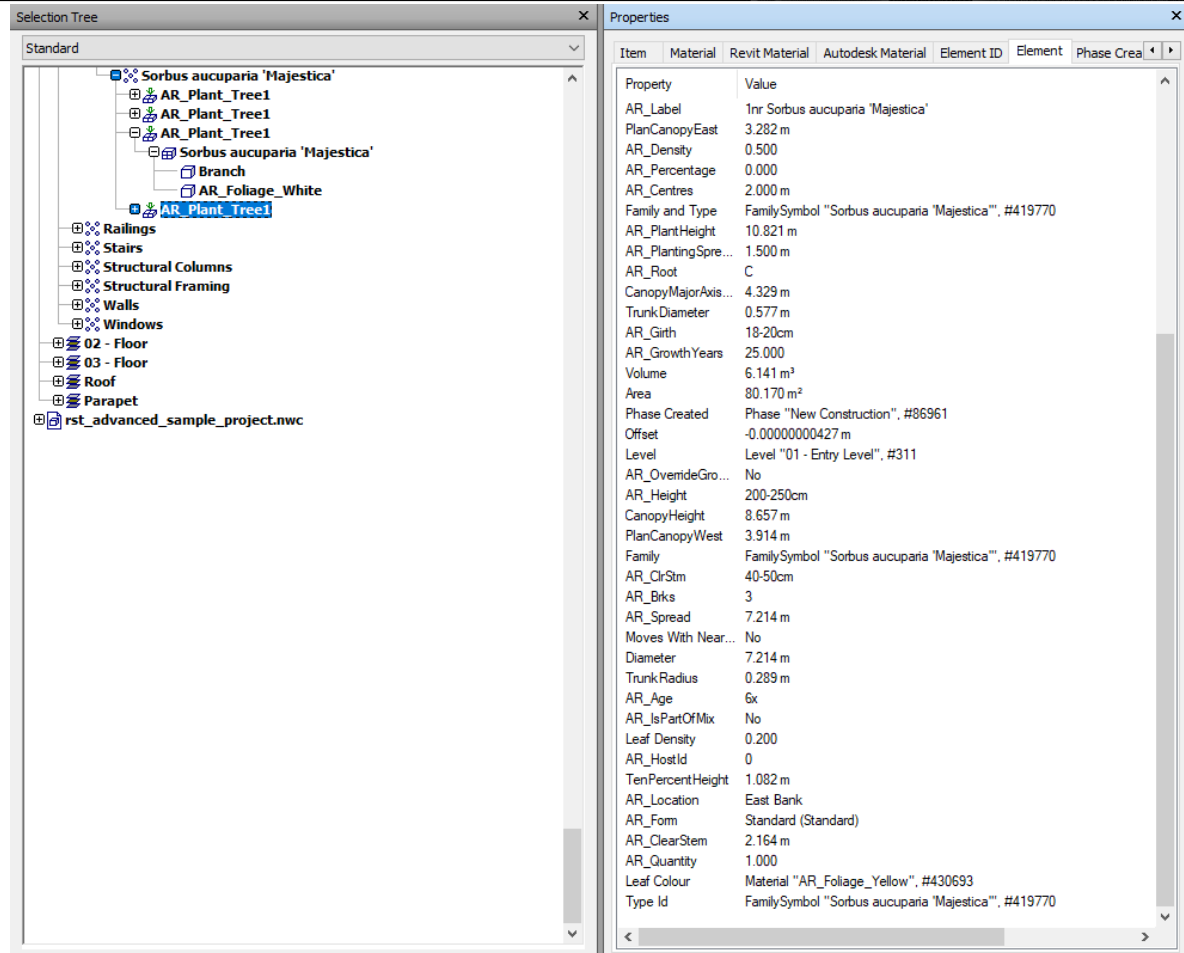 Selection Tree
Standard
Sorbus aucuparia 'Majestica'
AR_Plant_Tree1
AR_Plant_Tree1
AR_Plant_Tree1
Sorbus aucuparia 'Majestica'
Branch
AR_Foliage_White
AR_Plant_Tree1
Railings
Stairs
Structural Columns
Structural Framing
Walls
Windows
02 - Floor
03 - Floor
Roof
Parapet
rst_advanced_sample_project.nwc
Properties
Item Material Revit Material Autodesk Material Element ID Element Phase Crea
Property Value
AR_Label 1nr Sorbus aucuparia 'Majestica'
PlanCanopyEast 3.282 m
AR_Density 0.500
AR_Percentage 0.000
AR_Centres 2.000 m
Family and Type FamilySymbol "Sorbus aucuparia 'Majestica'", #419770
AR_PlantHeight 10.821 m
AR_PlantingSpre... 1.500 m
AR_Root C
CanopyMajorAxis... 4.329 m
TrunkDiameter 0.577 m
AR_Girth 18-20cm
AR_GrowthYears 25.000
Volume 6.141 m³
Area 80.170 m²
Phase Created Phase "New Construction", #86961
Offset -0.00000000427 m
Level Level "01 - Entry Level", #311
AR_OverrideGro... No
AR_Height 200-250cm
CanopyHeight 8.657 m
PlanCanopyWest 3.914 m
Family FamilySymbol "Sorbus aucuparia 'Majestica'", #419770
AR_ClrStm 40-50cm
AR_Brks 3
AR_Spread 7.214 m
Moves With Near... No
Diameter 7.214 m
TrunkRadius 0.289 m
AR_Age 6x
AR_IsPartOfMix No
Leaf Density 0.200
AR_HostId 0
TenPercentHeight 1.082 m
AR_Location East Bank
AR_Form Standard (Standard)
AR_ClearStem 2.164 m
AR_Quantity 1.000
Leaf Colour Material "AR_Foliage_Yellow", #430693
Type Id FamilySymbol "Sorbus aucuparia 'Majestica'", #419770